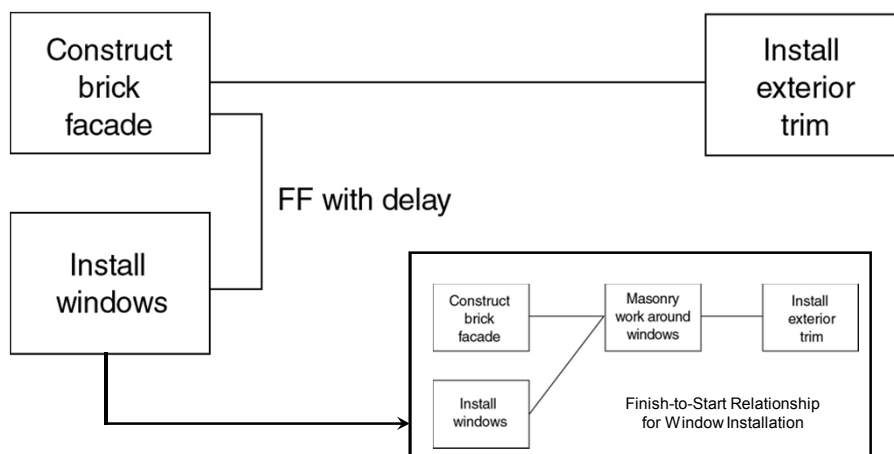 Construct
brick
facade
Install
exterior
trim
FF with delay
Install
windows
Construct
brick
facade
Masonry
work around
windows
Install
exterior
trim
Install
windows
Finish-to-Start Relationship
for Window Installation